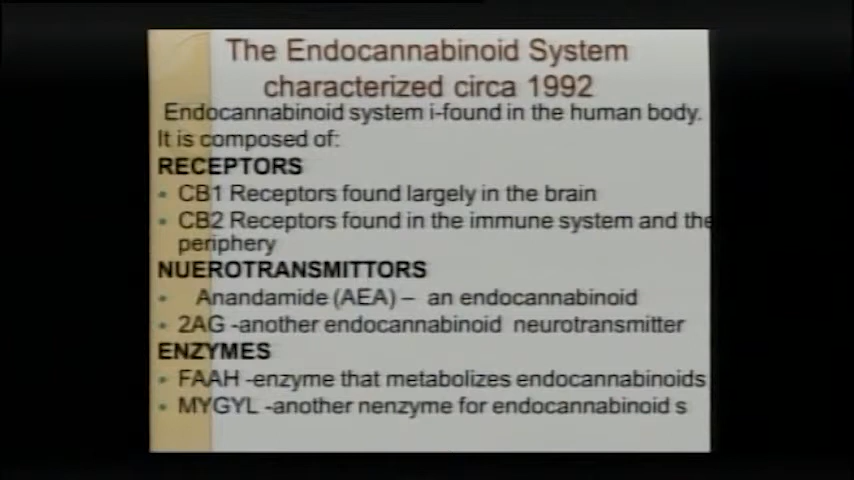 The Endocannabinoid System
characterized circa 1992
Endocannabinoid system i-found in the human body.
It is composed of:
RECEPTORS
• CB1 Receptors found largely in the brain
• CB2 Receptors found in the immune system and the
periphery
NUEROTRANSMITTORS
• Anandamide (AEA) – an endocannabinoid
• 2AG -another endocannabinoid neurotransmitter
ENZYMES
• FAAH -enzyme that metabolizes endocannabinoids
• MYGYL -another nenzyme for endocannabinoid s